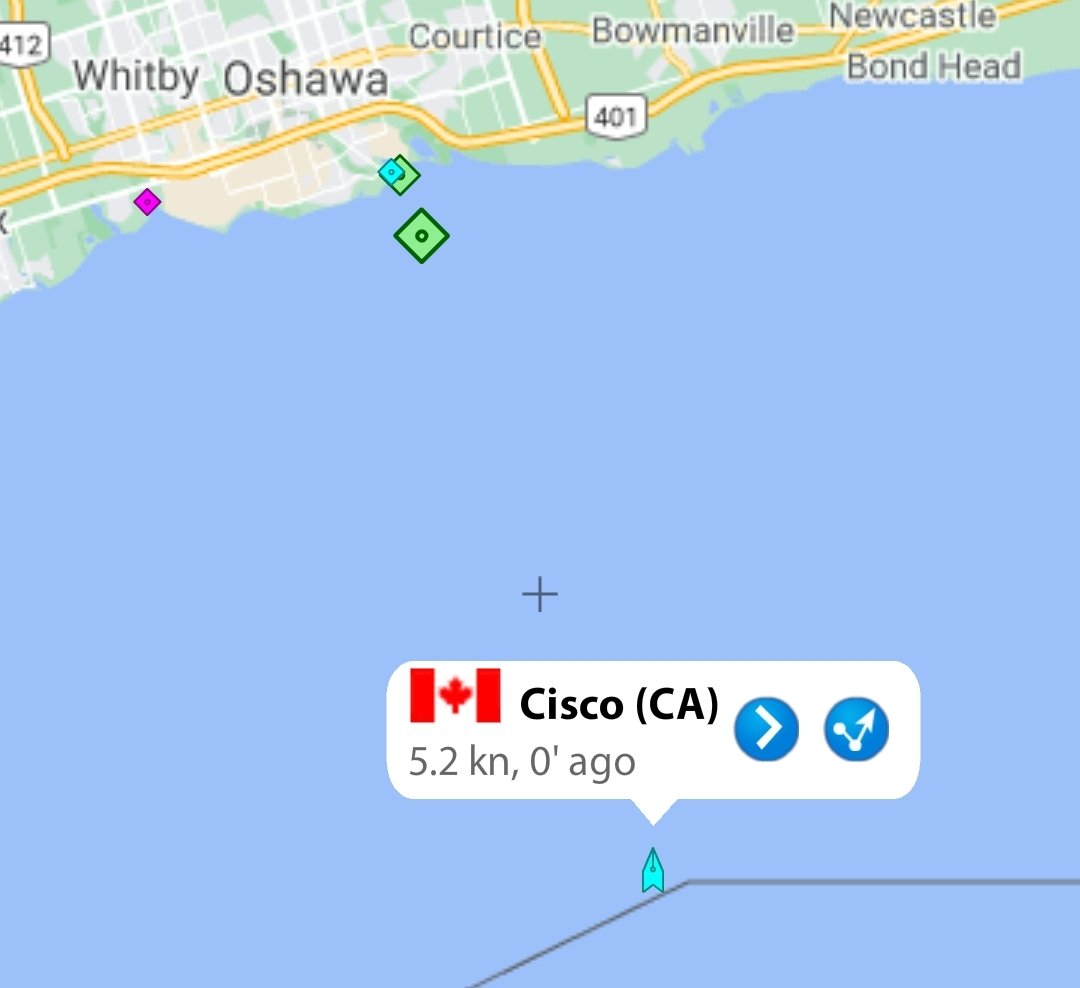 Newcastle
412
Courtice
Bowmanville
Whitby
Oshawa
Bond Head
401
Cisco (CA)
5.2 kn, 0' ago